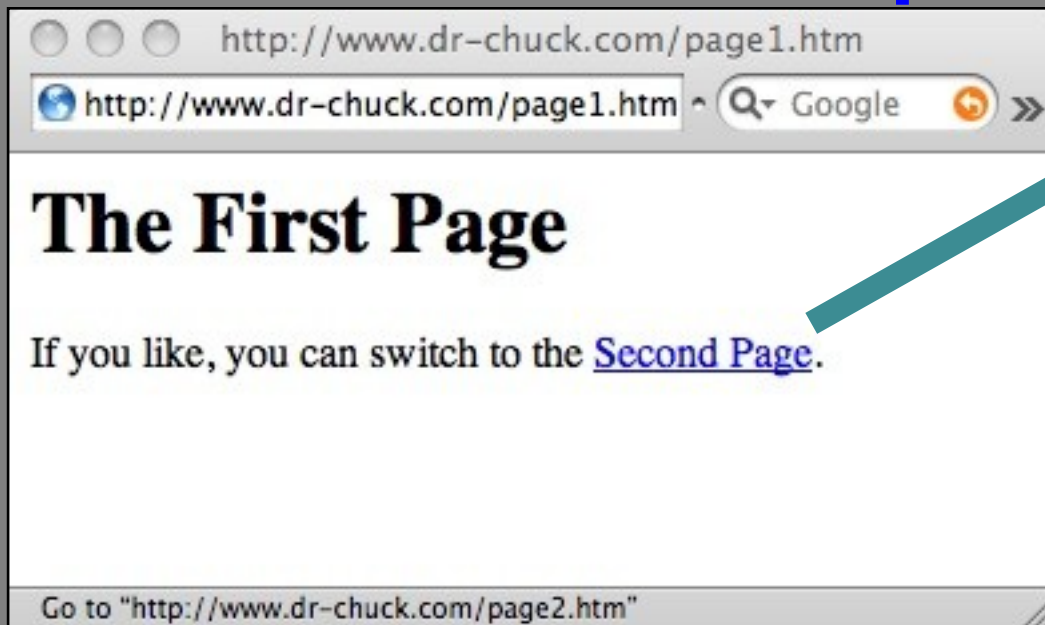 http://www.dr-chuck.com/page1.htm
http://www.dr-chuck.com/page1.htm Google
The First Page
If you like, you can switch to the Second Page.
Go to “http://www.dr-chuck.com/page2.htm”